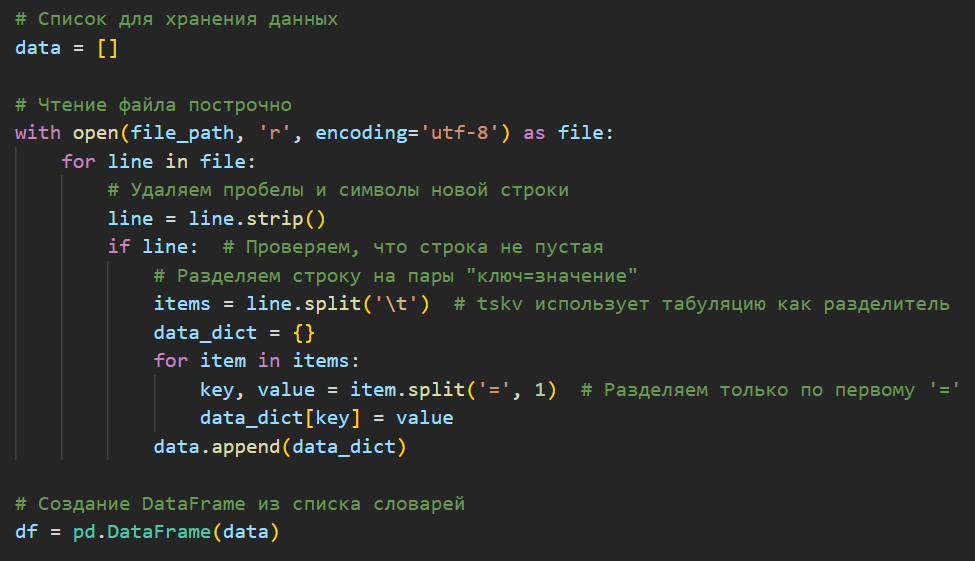 # Список для хранения данных
data = []
# Чтение файла построчно
with open(file_path, 'r', encoding='utf-8') as file:
    for line in file:
        # Удаляем пробелы и символы новой строки
        line = line.strip()
        if line:  # Проверяем, что строка не пустая
            # Разделяем строку на пары "ключ=значение"
            items = line.split('\t')  # tskv использует табуляцию как разделитель
            data_dict = {}
            for item in items:
                key, value = item.split('=', 1)  # Разделяем только по первому '='
                data_dict[key] = value
            data.append(data_dict)
# Создание DataFrame из списка словарей
df = pd.DataFrame(data)